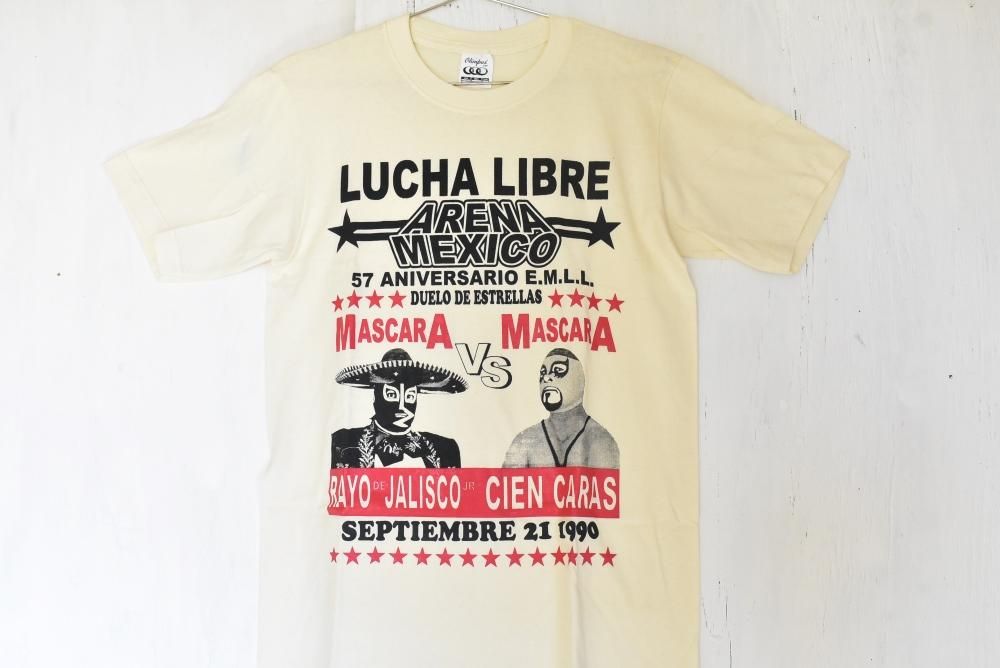 Olimpus
LUCHA LIBRE
ARENA
MEXICO
57 ANIVERSARIO E.M.L.L.
DUELO DE ESTRELLAS
MASCARA VS MASCARA
RAYO DE JALISCO JR CIEN CARAS
SEPTIEMBRE 21 1990